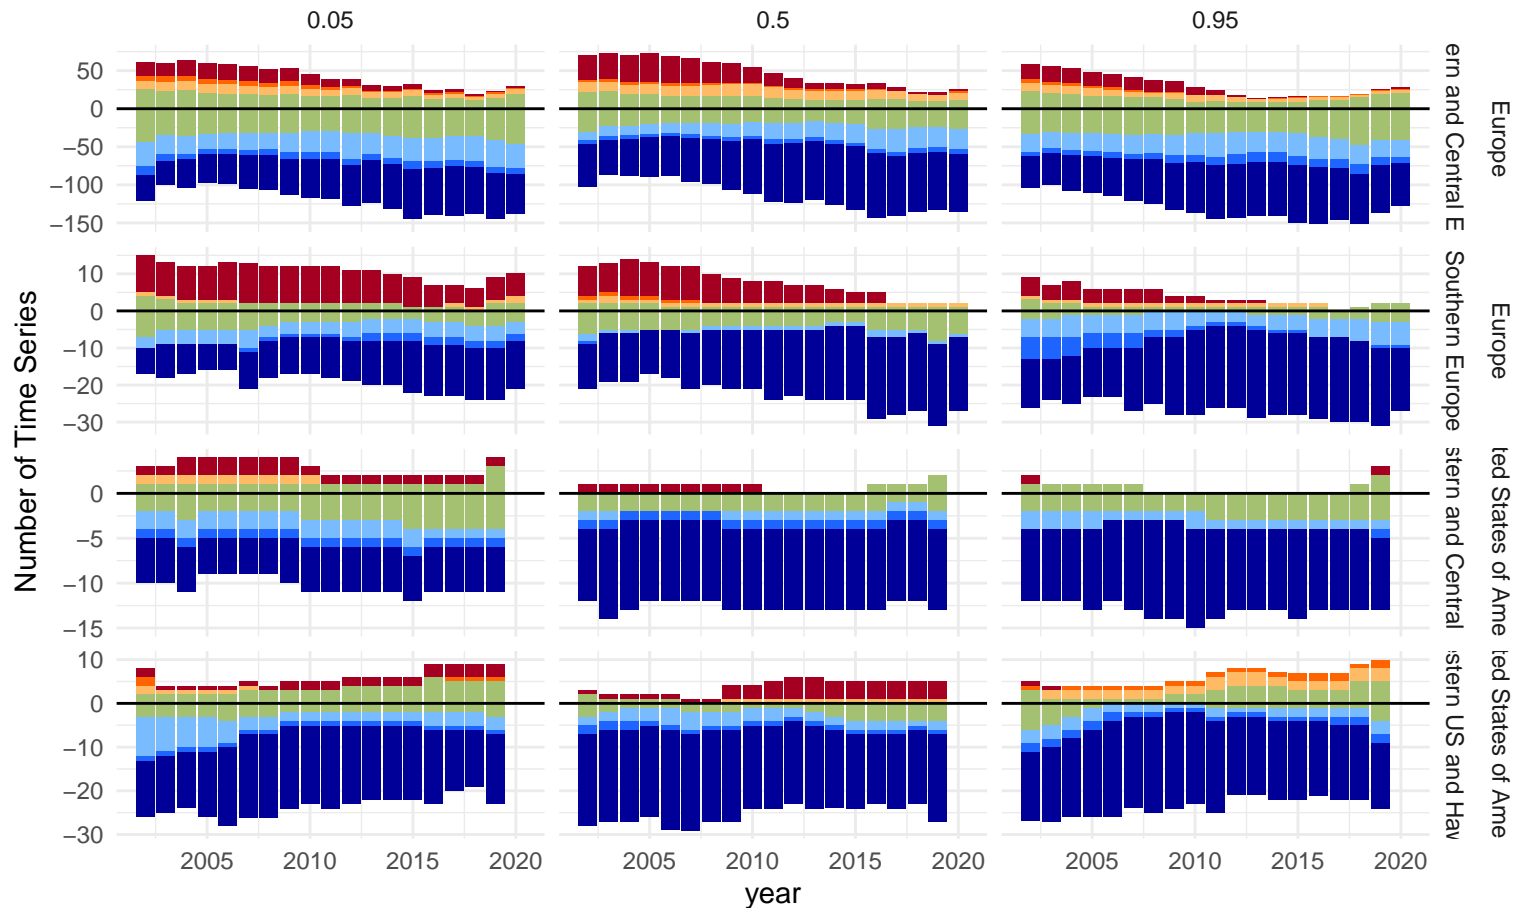 0.05 0.5 0.95
50
0
−50
−100
−150
ern and Central E
Europe
10
0
−10
−20
−30
Southern Europe
Europe
0
−5
−10
−15
stern and Central
ted States of Ame
10
0
−10
−20
−30
stern US and Hav
ted States of Ame
2005 2010 2015 2020 2005 2010 2015 2020 2005 2010 2015 2020
year
Number of Time Series